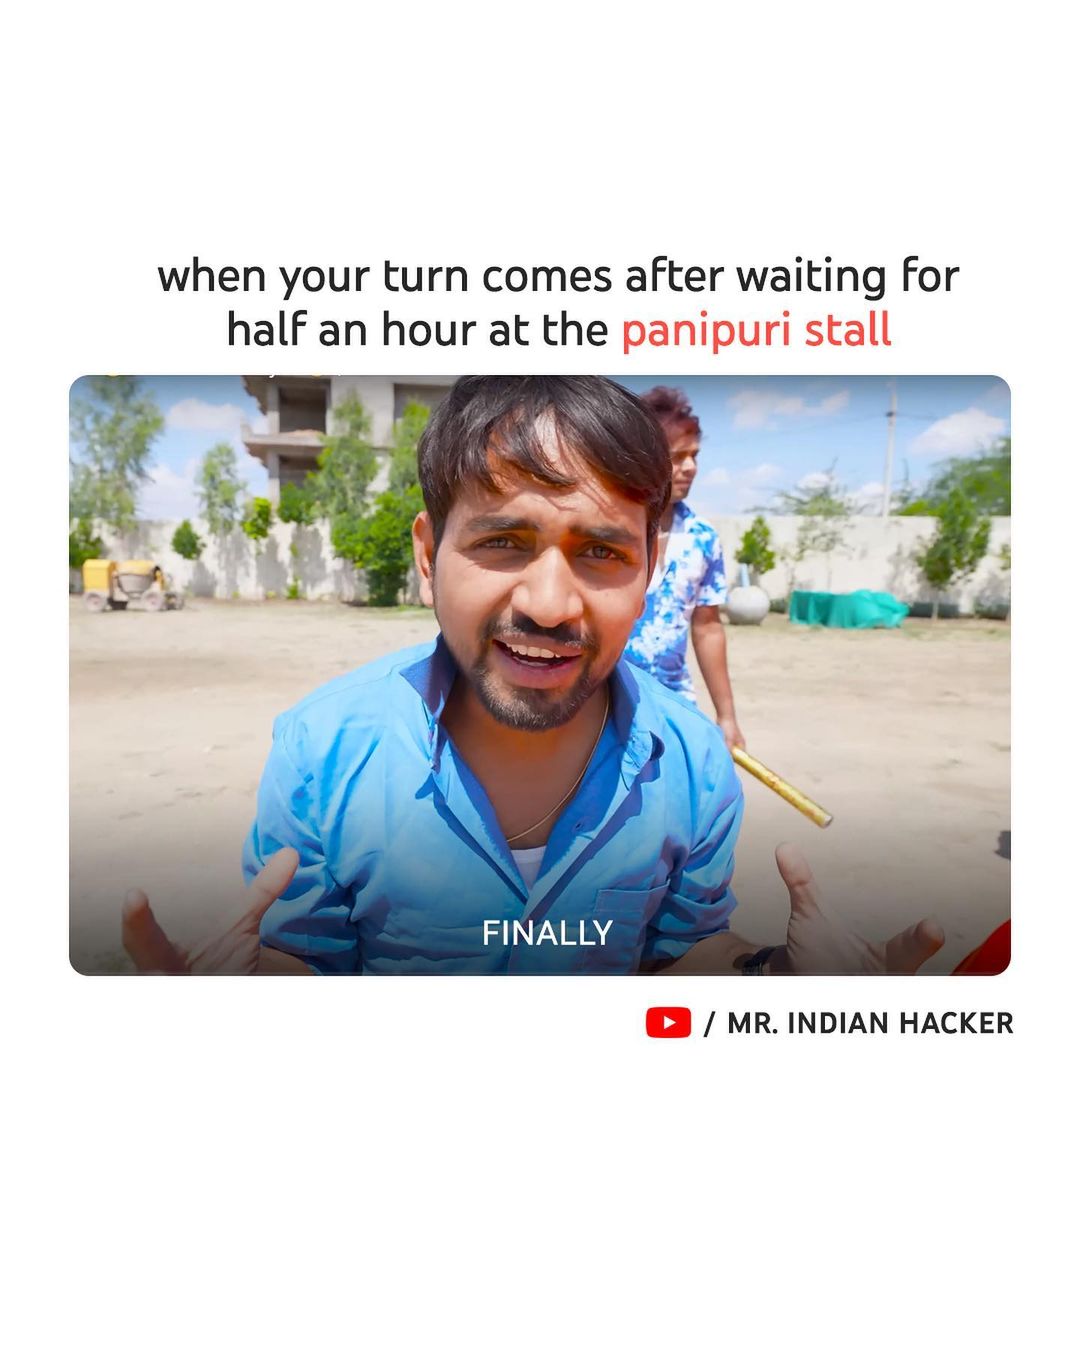 when your turn comes after waiting for
half an hour at the panipuri stall
FINALLY
/ MR. INDIAN HACKER